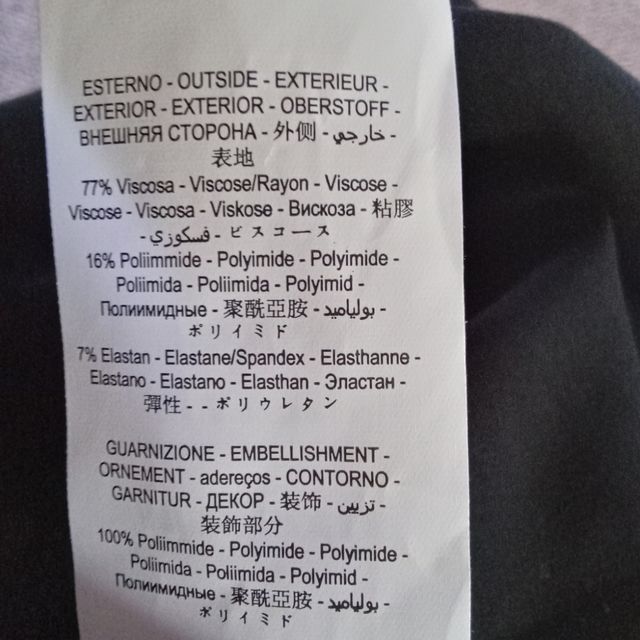 ESTERNO - OUTSIDE - EXTERIEUR -
EXTERIOR - EXTERIOR - OBERSTOFF -
ВНЕШНЯЯ СТОРОНА - 外侧 - خارجي -
表地
77% Viscosa - Viscose/Rayon - Viscose -
Viscose - Viscosa - Viskose - Вискоза - 粘膠
- فسكوزي - ビスコース
16% Poliimmide - Polyimide - Polyimide -
Poliimida - Poliimida - Polyimid -
Полиимидные - 聚酰亞胺 - بولياميد -
ポリイミド
7% Elastan - Elastane/Spandex - Elasthanne -
Elastano - Elastano - Elasthan - Эластан -
彈性 - - ポリウレタン
GUARNIZIONE - EMBELLISHMENT -
ORNEMENT - adereços - CONTORNO -
GARNITUR - ДЕКОР - 装饰 - تزيين -
装飾部分
100% Poliimmide - Polyimide - Polyimide -
Poliimida - Poliimida - Polyimid -
Полиимидные - 聚酰亞胺 - بولياميد -
ポリイミド